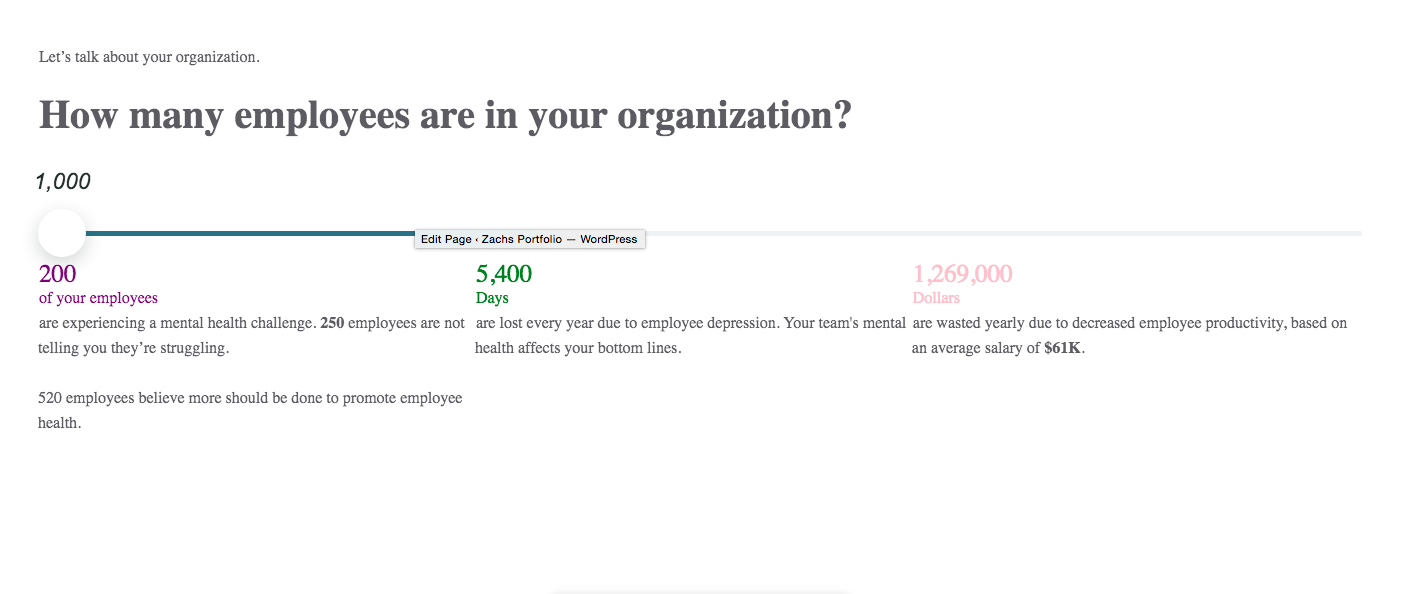 Let’s talk about your organization.
How many employees are in your organization?
1,000
Edit Page ‹ Zachs Portfolio — WordPress
200
of your employees
are experiencing a mental health challenge. 250 employees are not
telling you they’re struggling.
520 employees believe more should be done to promote employee
health.
5,400
Days
are lost every year due to employee depression. Your team's mental
health affects your bottom lines.
1,269,000
Dollars
are wasted yearly due to decreased employee productivity, based on
an average salary of $61K.